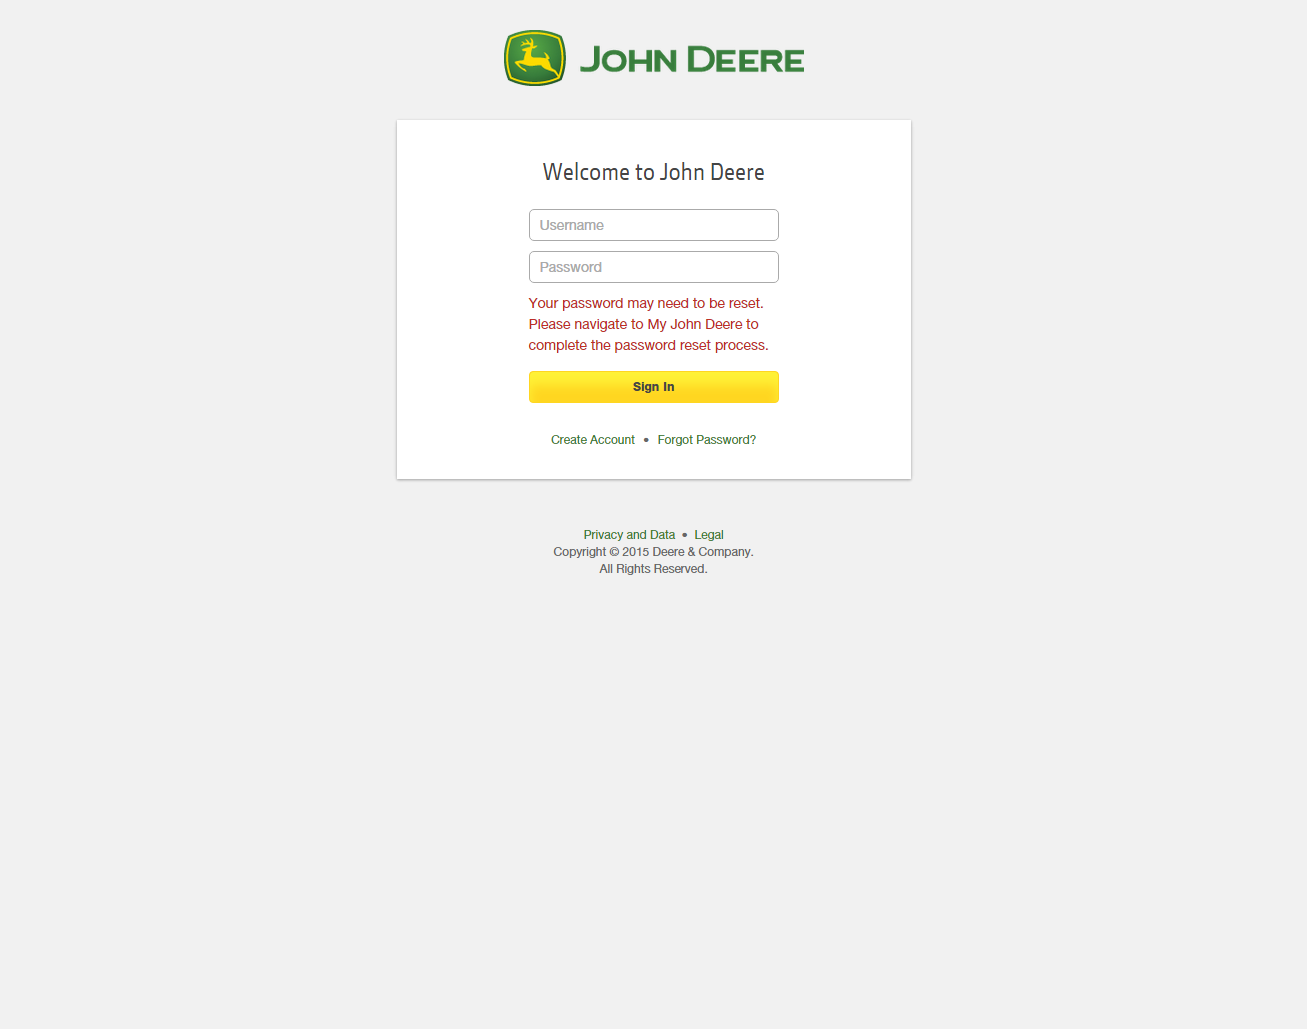 John Deere
Welcome to John Deere
Username
Password
Your password may need to be reset.
Please navigate to My John Deere to
complete the password reset process.
Sign In
Create Account • Forgot Password?
Privacy and Data • Legal
Copyright © 2015 Deere & Company.
All Rights Reserved.